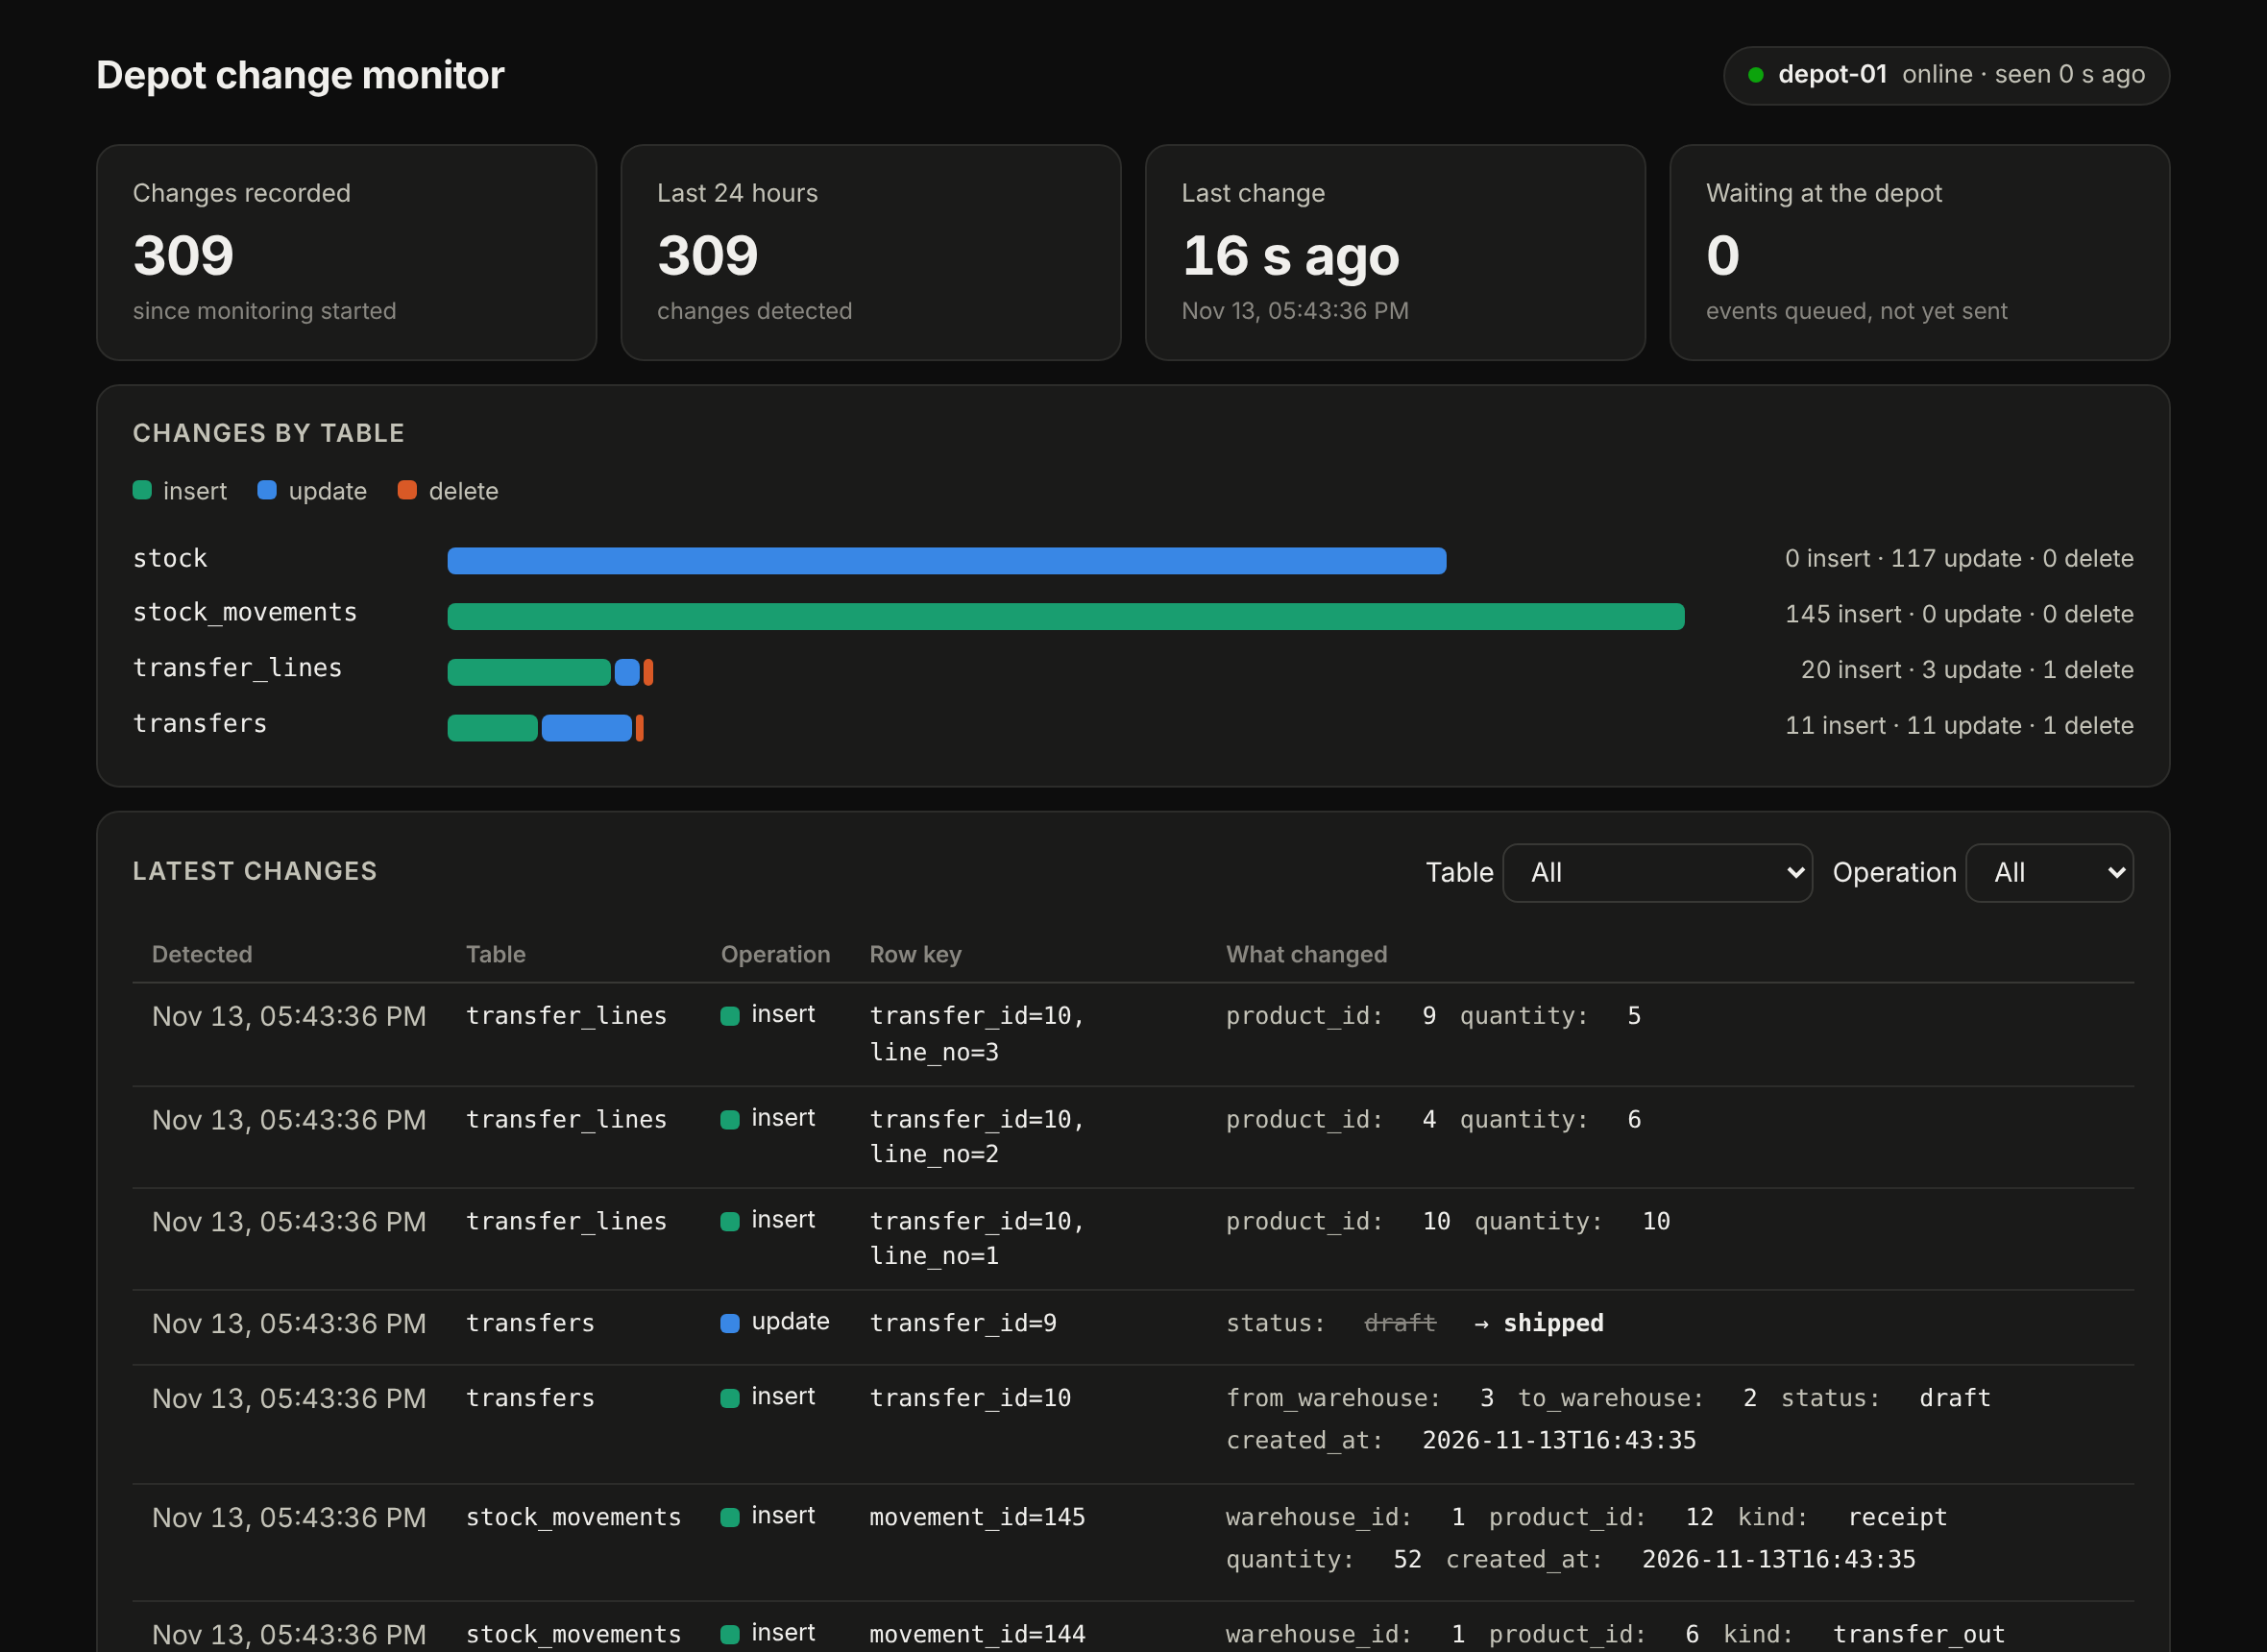 Depot change monitor
depot-01 online · seen 0 s ago
Changes recorded
309
since monitoring started
Last 24 hours
309
changes detected
Last change
16 s ago
Nov 13, 05:43:36 PM
Waiting at the depot
0
events queued, not yet sent
CHANGES BY TABLE
insert update delete
stock 0 insert · 117 update · 0 delete
stock_movements 145 insert · 0 update · 0 delete
transfer_lines 20 insert · 3 update · 1 delete
transfers 11 insert · 11 update · 1 delete
LATEST CHANGES Table All Operation All
Detected Table Operation Row key What changed
Nov 13, 05:43:36 PM transfer_lines insert transfer_id=10, product_id: 9 quantity: 5
line_no=3
Nov 13, 05:43:36 PM transfer_lines insert transfer_id=10, product_id: 4 quantity: 6
line_no=2
Nov 13, 05:43:36 PM transfer_lines insert transfer_id=10, product_id: 10 quantity: 10
line_no=1
Nov 13, 05:43:36 PM transfers update transfer_id=9 status: draft → shipped
Nov 13, 05:43:36 PM transfers insert transfer_id=10 from_warehouse: 3 to_warehouse: 2 status: draft
created_at: 2026-11-13T16:43:35
Nov 13, 05:43:36 PM stock_movements insert movement_id=145 warehouse_id: 1 product_id: 12 kind: receipt
quantity: 52 created_at: 2026-11-13T16:43:35
Nov 13, 05:43:36 PM stock_movements insert movement_id=144 warehouse_id: 1 product_id: 6 kind: transfer_out